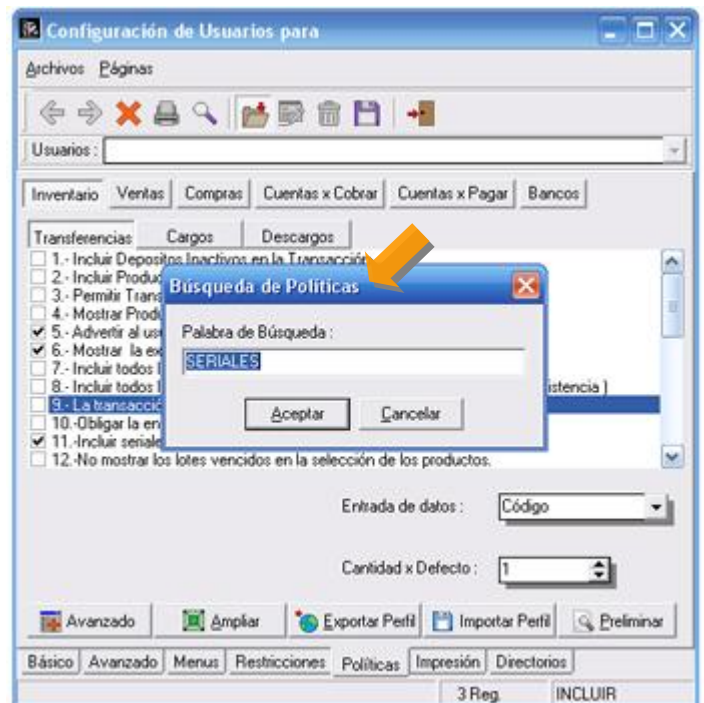 Configuración de Usuarios para
Archivos Páginas
Usuarios :
Inventario Ventas Compras Cuentas x Cobrar Cuentas x Pagar Bancos
Transferencias Cargos Descargos
1.- Incluir Depositos Inactivos en la Transacción
2.- Incluir Produc
3.- Permitir Trans
4.- Mostrar Produ
5.- Advertir al usu
6.- Mostrar la ex
7.- Incluir todos l
8.- Incluir todos l istencia )
9.- La transacció
10.-Obligar la en
11.-Incluir seriale
12.-No mostrar los lotes vencidos en la selección de los productos.
Búsqueda de Políticas
Palabra de Búsqueda :
SERIALES
Aceptar Cancelar
Entrada de datos : Código
Cantidad x Defecto : 1
Avanzado Ampliar Exportar Perfil Importar Perfil Preliminar
Básico Avanzado Menus Restricciones Políticas Impresión Directorios
3 Reg. INCLUIR